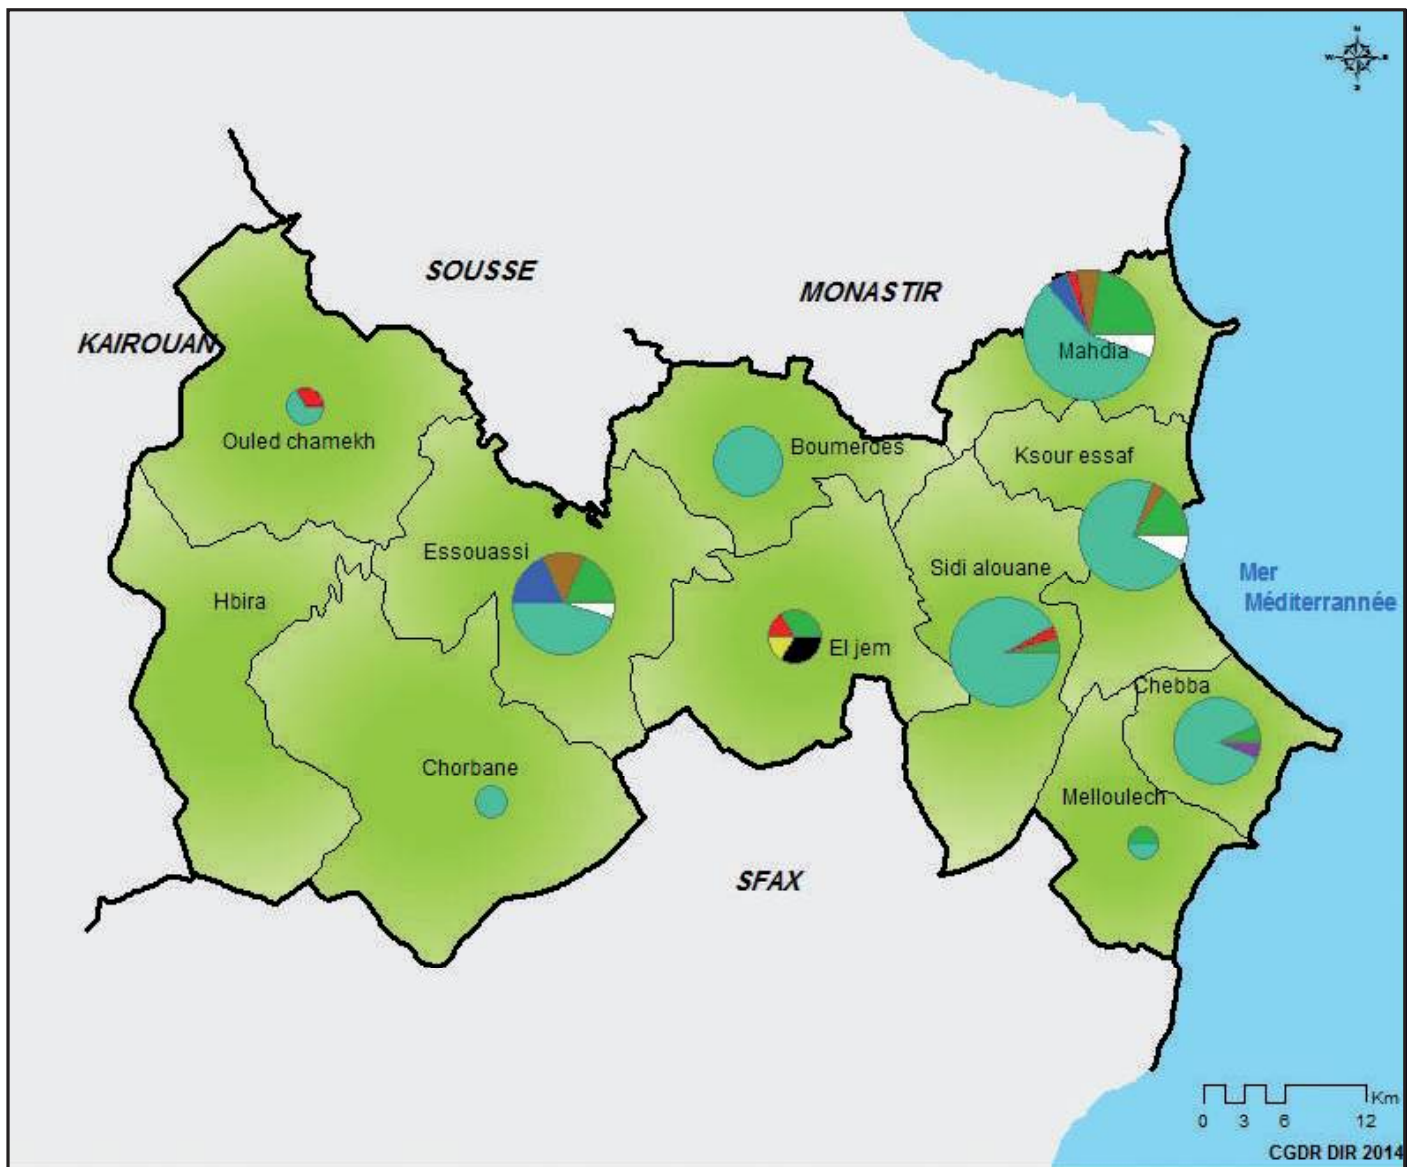 N
W E
S
SOUSSE
MONASTIR
KAIROUAN
Mahdia
Ouled chamekh
Boumerdes
Ksour essaf
Essouassi
Sidi alouane
Mer
Méditerrannée
Hbira
El jem
Chebba
Chorbane
Melloulech
SFAX
Km
0 3 6 12
CGDR DIR 2014